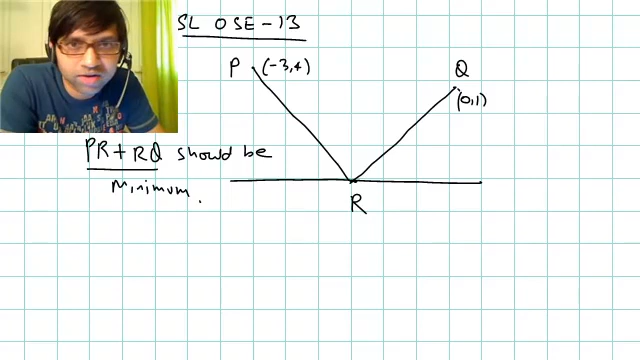 SL OSE-13
P (-3,4)
Q
(0,1)
PR + RQ should be
Minimum.
R